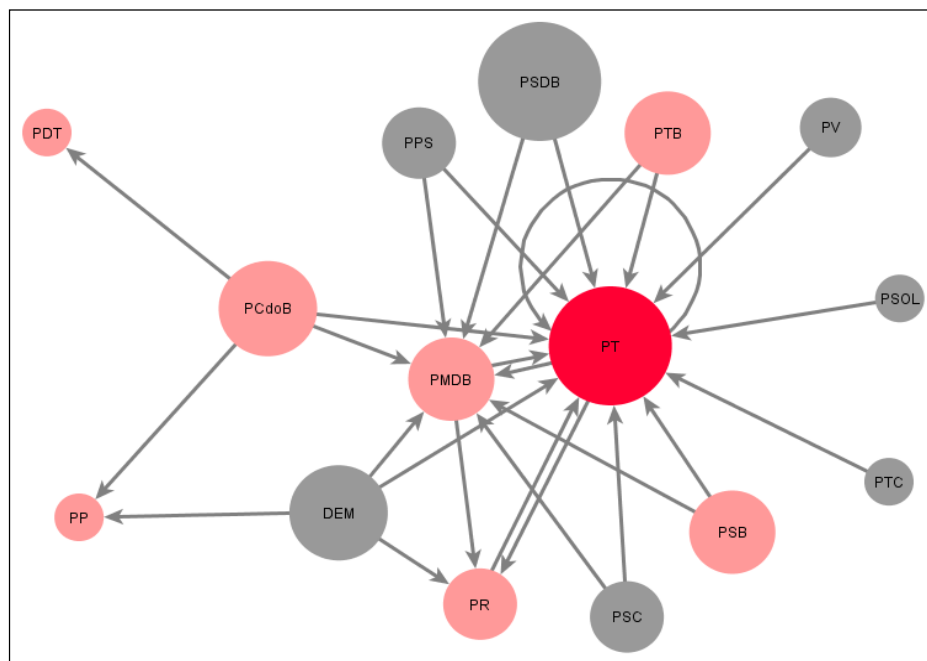 PSDB
PDT
PPS
PTB
PV
PCdoB
PSOL
PT
PMDB
PTC
PP
DEM
PSB
PR
PSC